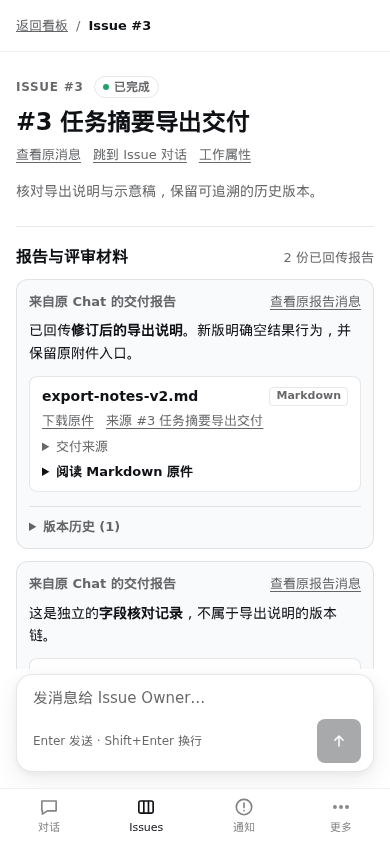 返回看板 / Issue #3
ISSUE #3 已完成
#3 任务摘要导出交付
查看原消息 跳到 Issue 对话 工作属性
核对导出说明与示意稿，保留可追溯的历史版本。
报告与评审材料 2 份已回传报告
来自原 Chat 的交付报告 查看原报告消息
已回传修订后的导出说明。新版明确空结果行为，并
保留原附件入口。
export-notes-v2.md Markdown
下载原件 来源 #3 任务摘要导出交付
▶ 交付来源
▶ 阅读 Markdown 原件
▶ 版本历史 (1)
来自原 Chat 的交付报告 查看原报告消息
这是独立的字段核对记录，不属于导出说明的版本
链。
发消息给 Issue Owner…
Enter 发送 · Shift+Enter 换行
对话 Issues 通知 更多